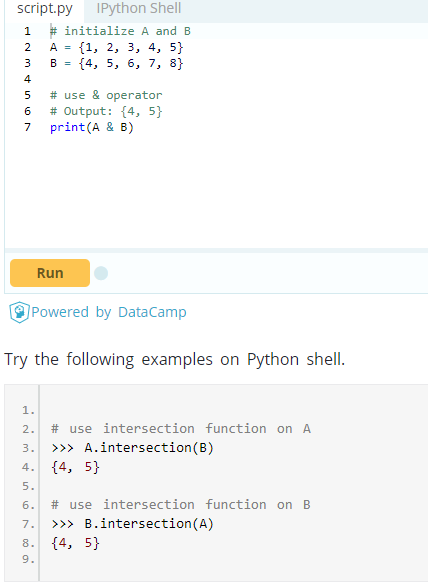 script.py IPython Shell
1 # initialize A and B
2 A = {1, 2, 3, 4, 5}
3 B = {4, 5, 6, 7, 8}
4
5 # use & operator
6 # Output: {4, 5}
7 print(A & B)
Run
Powered by DataCamp
Try the following examples on Python shell.
1.
2. # use intersection function on A
3. >>> A.intersection(B)
4. {4, 5}
5.
6. # use intersection function on B
7. >>> B.intersection(A)
8. {4, 5}
9.